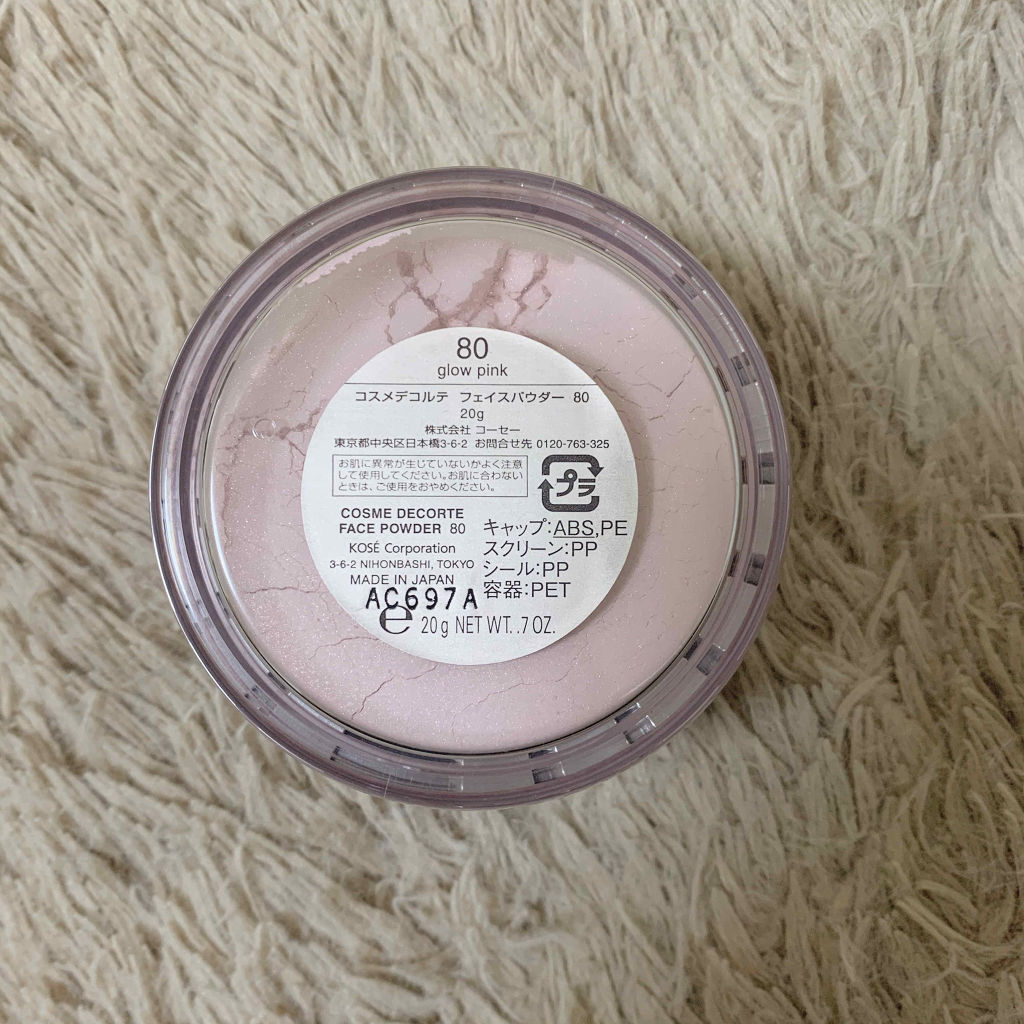 80
glow pink
コスメデコルテ フェイスパウダー 80
20g
株式会社 コーセー
東京都中央区日本橋3-6-2 お問合せ先 0120-763-325
お肌に異常が生じていないかよく注意
して使用してください。お肌に合わない
ときは、ご使用をおやめください。
プラ
COSME DECORTE
FACE POWDER 80
KOSÉ Corporation
3-6-2 NIHONBASHI, TOKYO
MADE IN JAPAN
キャップ:ABS,PE
スクリーン:PP
シール:PP
容器:PET
AC697A
e 20g NET WT. .7 OZ.